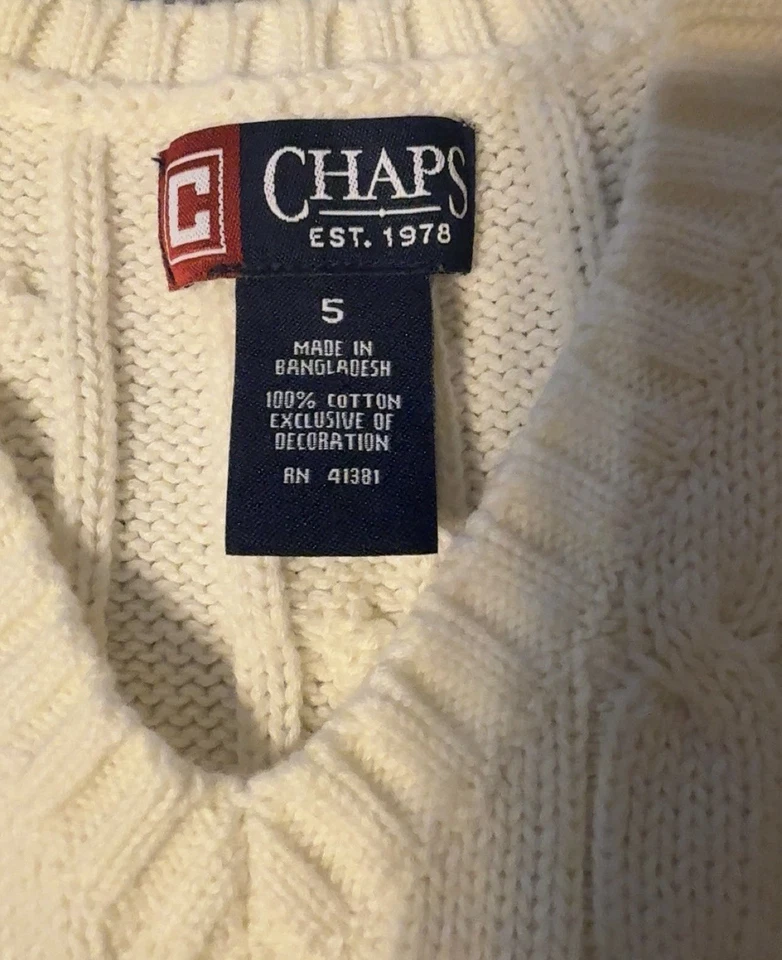 C CHAPS
EST. 1978
5
MADE IN
BANGLADESH
100% COTTON
EXCLUSIVE OF
DECORATION
RN 41381